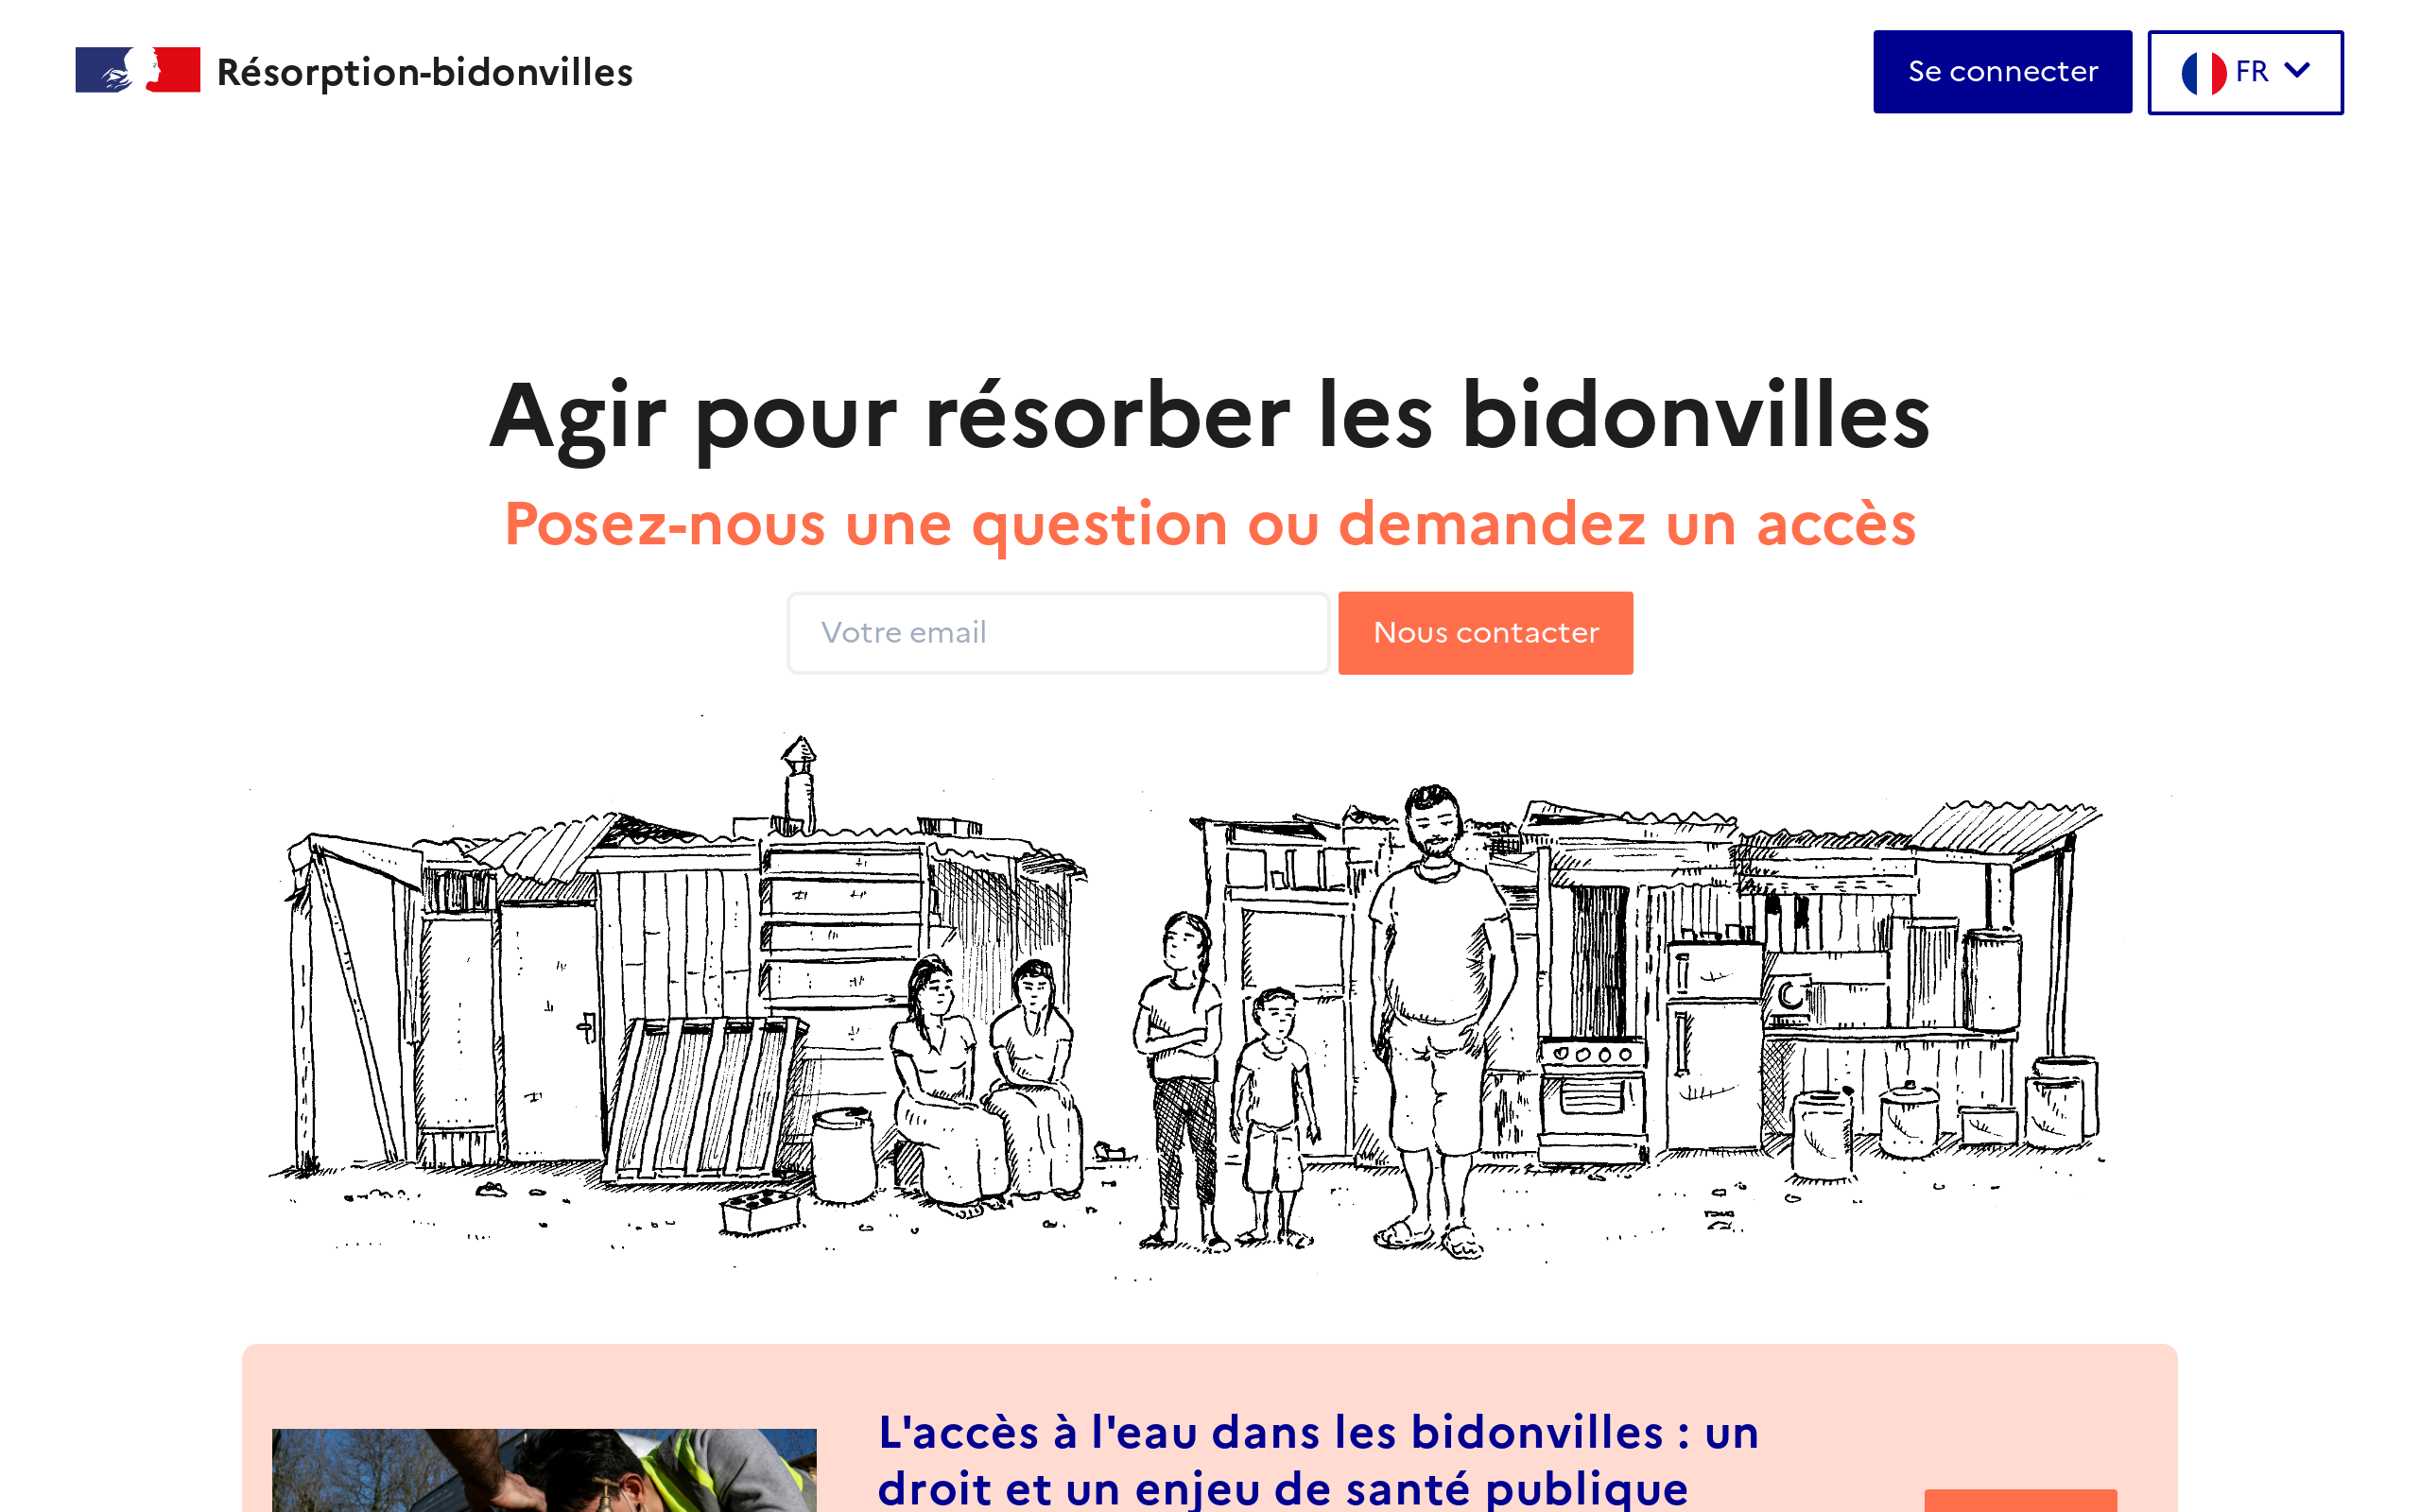 Résorption-bidonvilles
Se connecter
FR
Agir pour résorber les bidonvilles
Posez-nous une question ou demandez un accès
Votre email
Nous contacter
L'accès à l'eau dans les bidonvilles : un
droit et un enjeu de santé publique